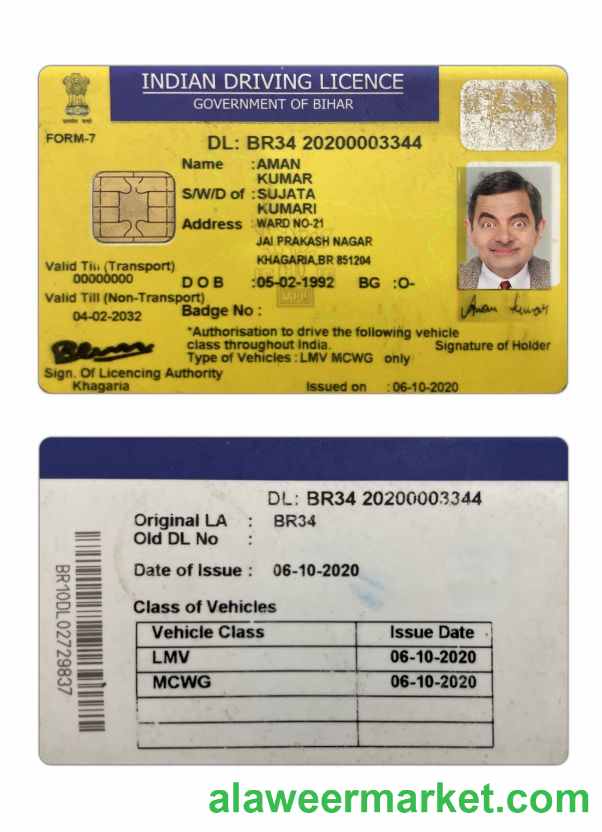 INDIAN DRIVING LICENCE
GOVERNMENT OF BIHAR
FORM-7
DL: BR34 20200003344
Name :AMAN
KUMAR
S/W/D of :SUJATA
KUMARI
Address :WARD NO-21
JAI PRAKASH NAGAR
KHAGARIA,BR 851204
Valid Till (Transport)
00000000
D O B :05-02-1992 BG :O-
Valid Till (Non-Transport)
04-02-2032
Badge No :
Aman Kumar
*Authorisation to drive the following vehicle
class throughout India.
Signature of Holder
Type of Vehicles : LMV MCWG only
Sign. Of Licencing Authority
Khagaria
Issued on : 06-10-2020
DL: BR34 20200003344
Original LA : BR34
Old DL No :
Date of Issue : 06-10-2020
Class of Vehicles
Vehicle Class Issue Date
LMV 06-10-2020
MCWG 06-10-2020
BR10DL02729837
alaweermarket.com